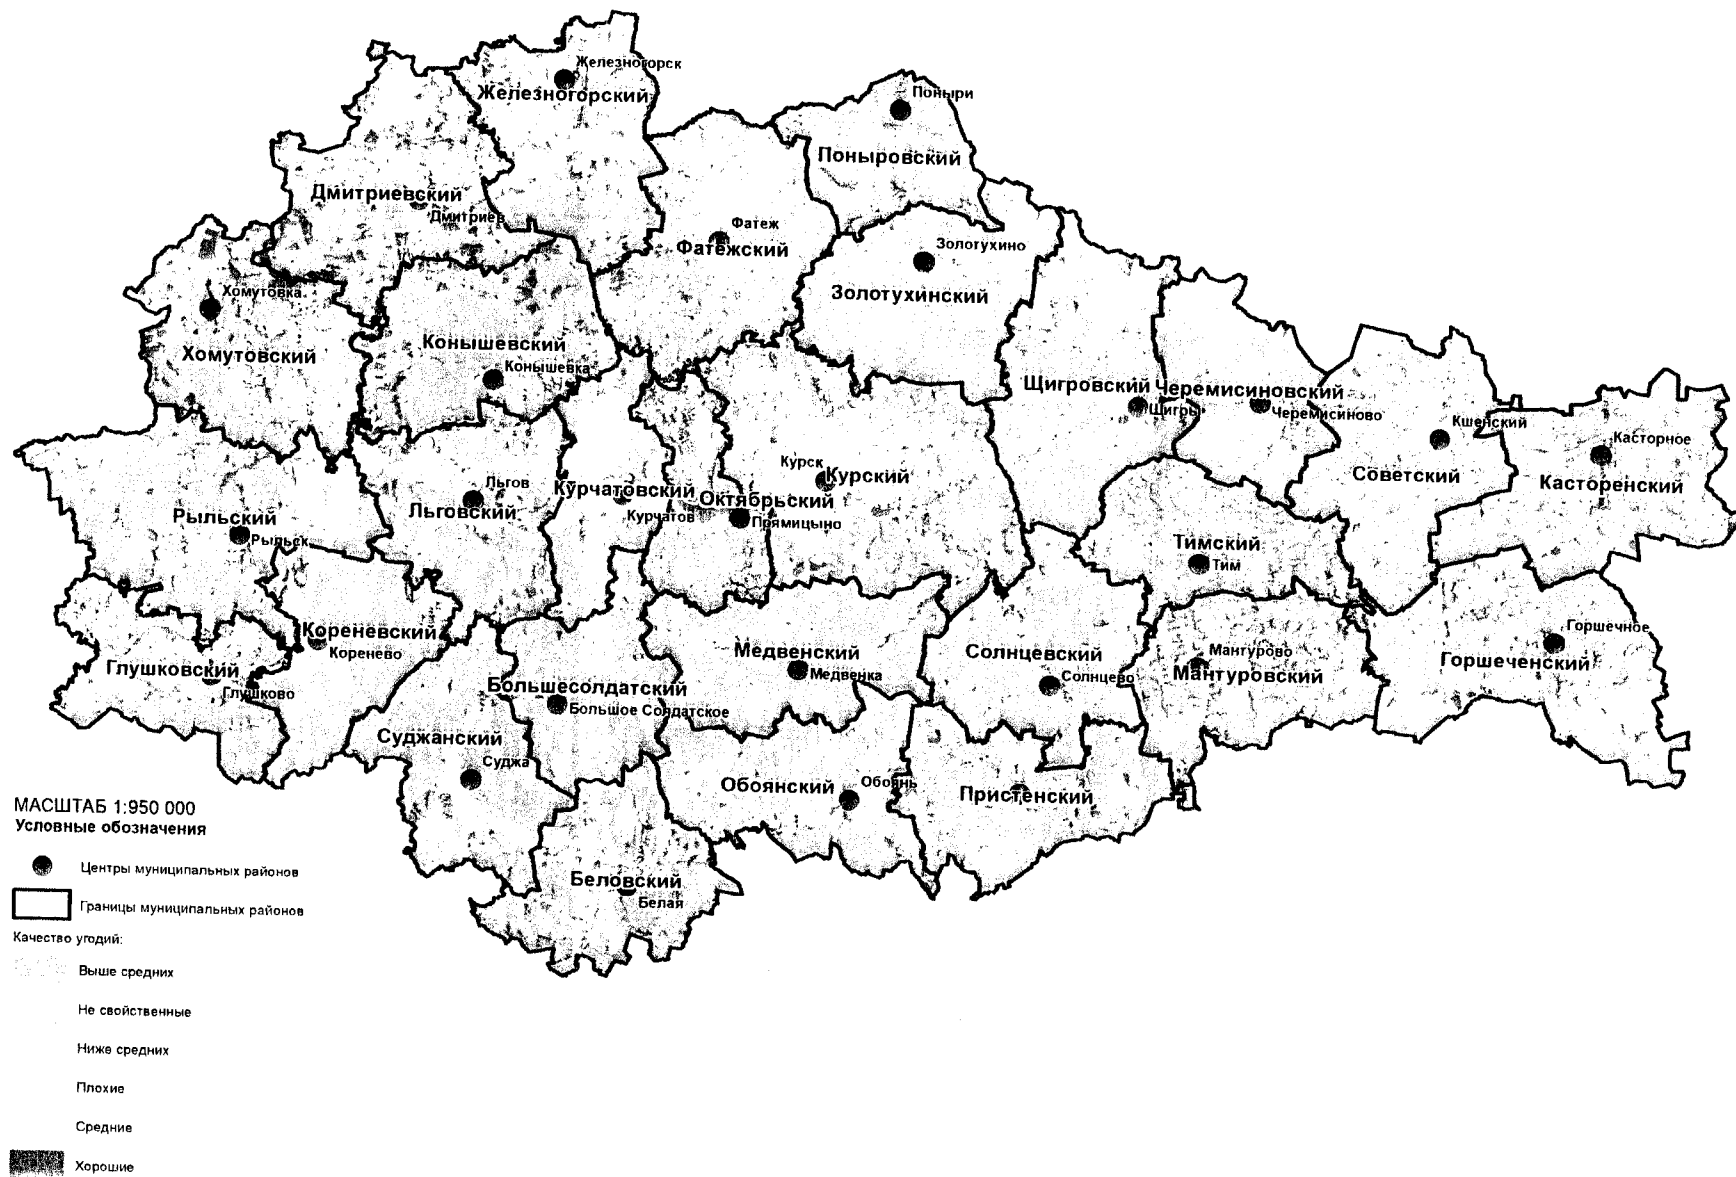 Железногорск
Железногорский
Поныри
Поныровский
Дмитриевский
Дмитриев
Фатеж
Фатежский
Золотухино
Золотухинский
Хомутовка
Хомутовский
Конышевский
Конышевка
Щигровский
Щигры
Черемисиновский
Черемисиново
Кшенский
Советский
Касторное
Касторенский
Курск
Курский
Льгов
Льговский
Курчатовский
Курчатов
Октябрьский
Прямицыно
Рыльский
Рыльск
Тимский
Тим
Кореневский
Коренево
Глушковский
Глушково
Медвенский
Медвенка
Солнцевский
Солнцево
Мантурово
Мантуровский
Горшечное
Горшеченский
Большесолдатский
Большое Солдатское
Суджанский
Суджа
Обоянский
Обоянь
Пристенский
Беловский
Белая
МАСШТАБ 1:950 000
Условные обозначения
Центры муниципальных районов
Границы муниципальных районов
Качество угодий:
Выше средних
Не свойственные
Ниже средних
Плохие
Средние
Хорошие